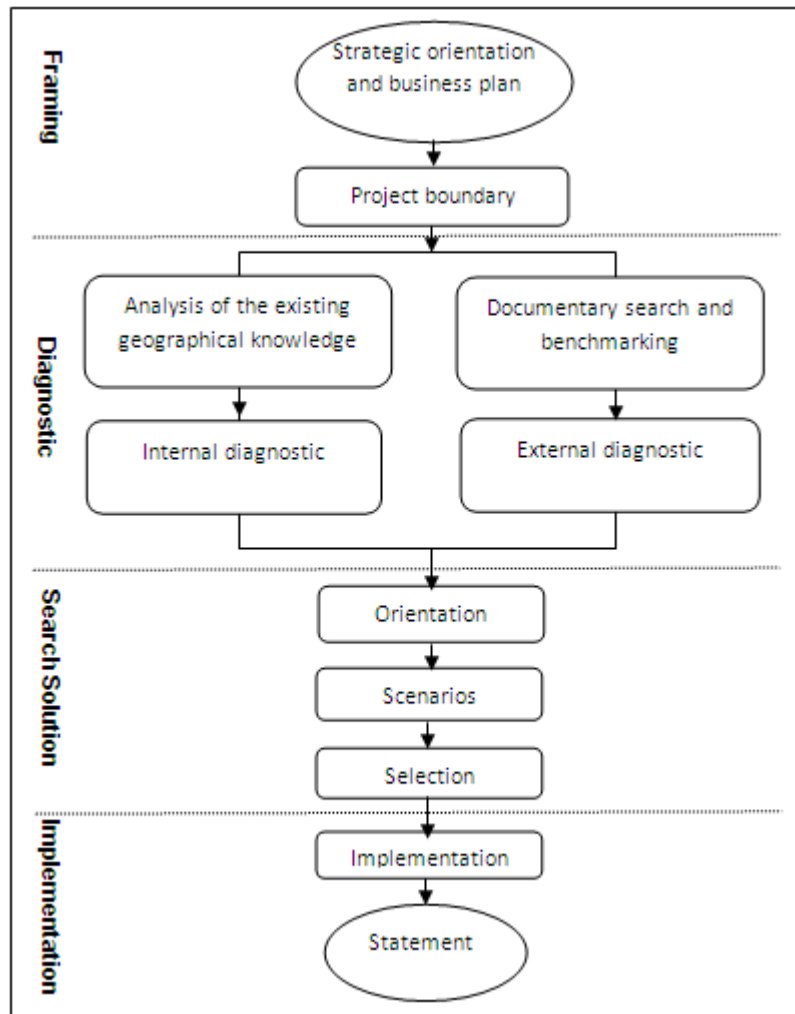 Framing
Strategic orientation
and business plan
Project boundary
Diagnostic
Analysis of the existing
geographical knowledge
Documentary search and
benchmarking
Internal diagnostic
External diagnostic
Search Solution
Orientation
Scenarios
Selection
Implementation
Implementation
Statement